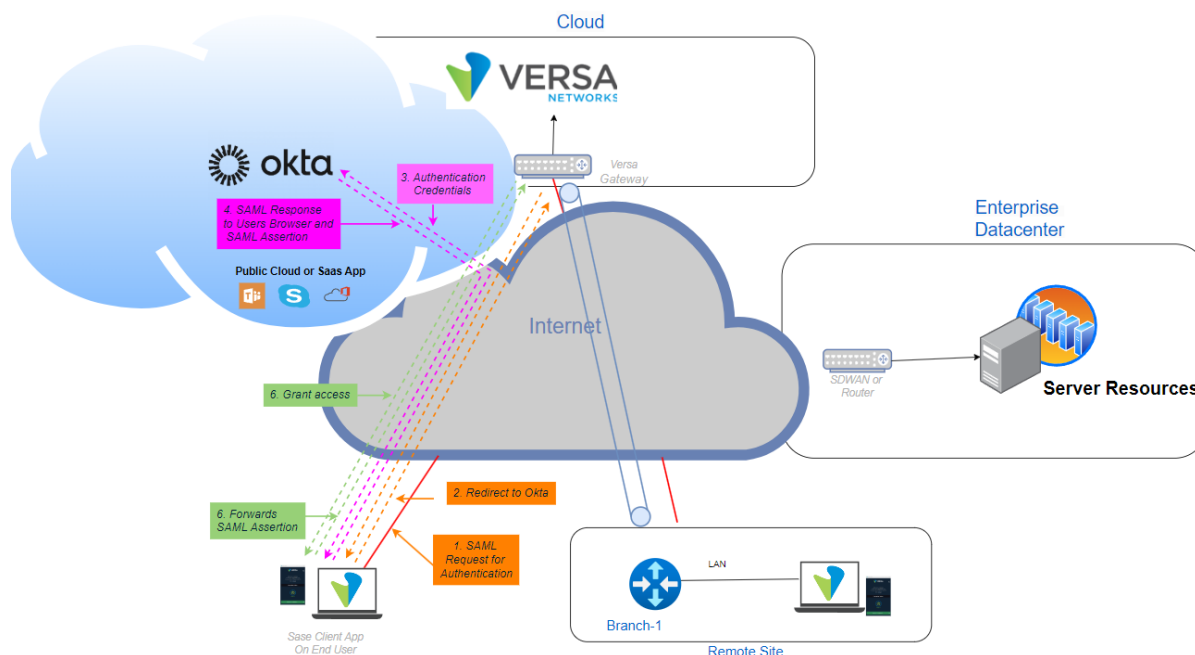 Cloud
VERSA
NETWORKS
Versa
Gateway
okta
3. Authentication
Credentials
4. SAML Response
to Users Browser and
SAML Assertion
Public Cloud or Saas App
Enterprise
Datacenter
Internet
SDWAN or
Router
Server Resources
6. Grant access
2. Redirect to Okta
6. Forwards
SAML Assertion
1. SAML
Request for
Authentication
LAN
Branch-1
Sase Client App
On End User
Remote Site